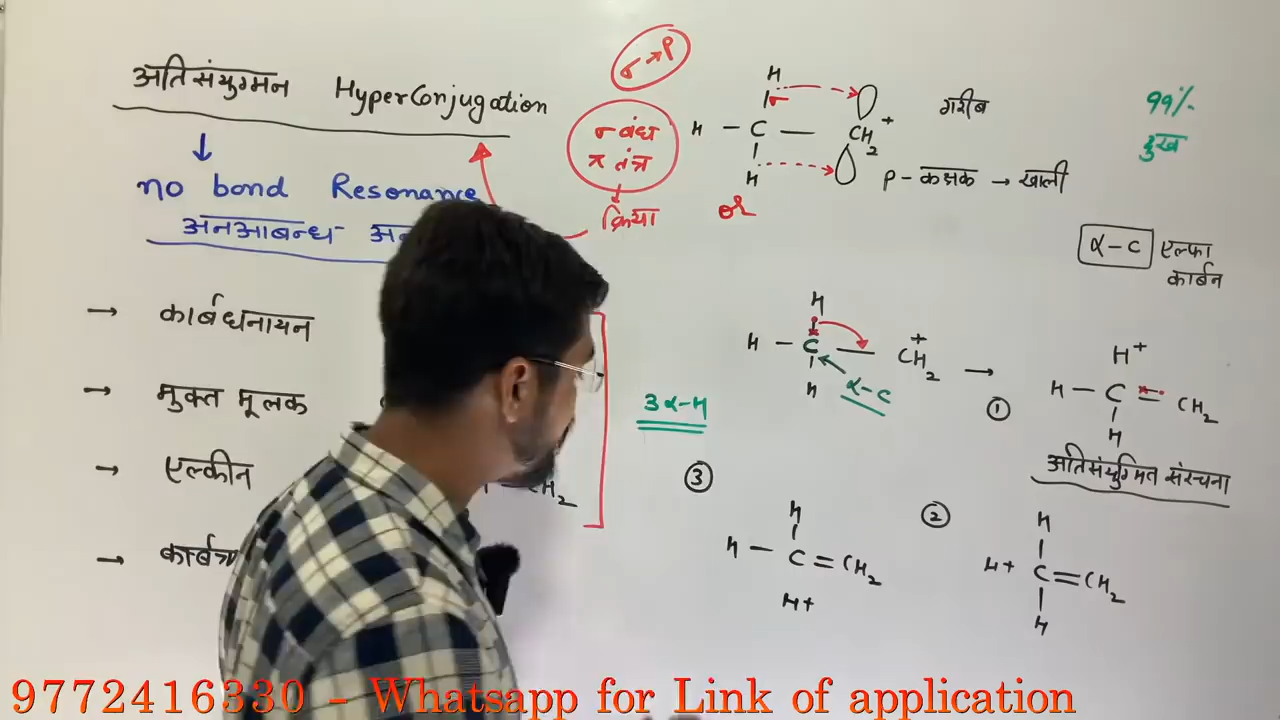 अतिसंयुग्मन HyperConjugation
no bond Resonance
अनआबन्ध
→ कार्बधनायन
→ मुक्त मूलक
→ एल्कीन
CH2
σ → P
σ बंध
π तंत्र
क्रिया
H
σ
H – C – CH2 +
H
गरीब
P - कक्षक → खाली
or
99%
दुख
α – C एल्फा
कार्बन
H
H – C – CH2 +
H
α – C
→
3α-H
① H+
H – C = CH2
H
अतिसंयुग्मित संरचना
② H
H+ C = CH2
H
③ H
H – C = CH2
H+
9772416330 - Whatsapp for Link of application